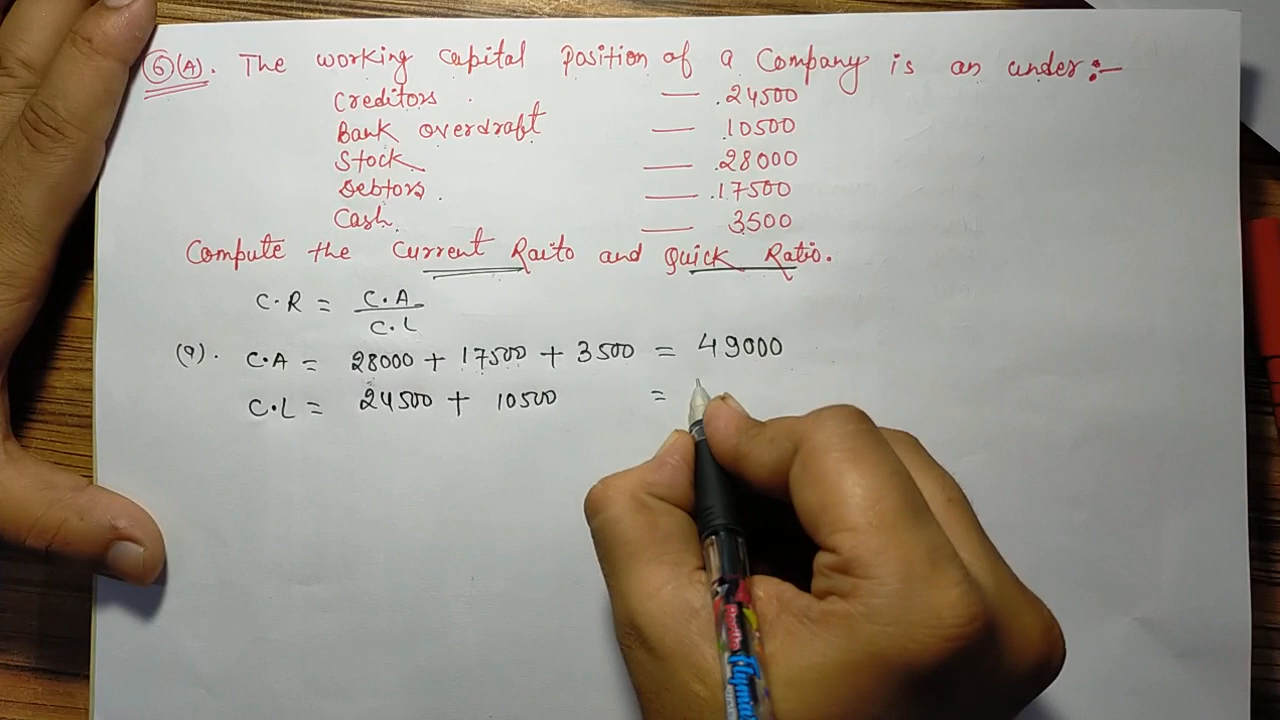 6(A). The working capital position of a Company is as under:-
Creditors — 24500
Bank overdraft — 10500
Stock — 28000
Debtors — 17500
Cash — 3500
Compute the Current Raito and Quick Ratio.
C.R = C.A / C.L
(a). C.A = 28000 + 17500 + 3500 = 49000
C.L = 24500 + 10500 =